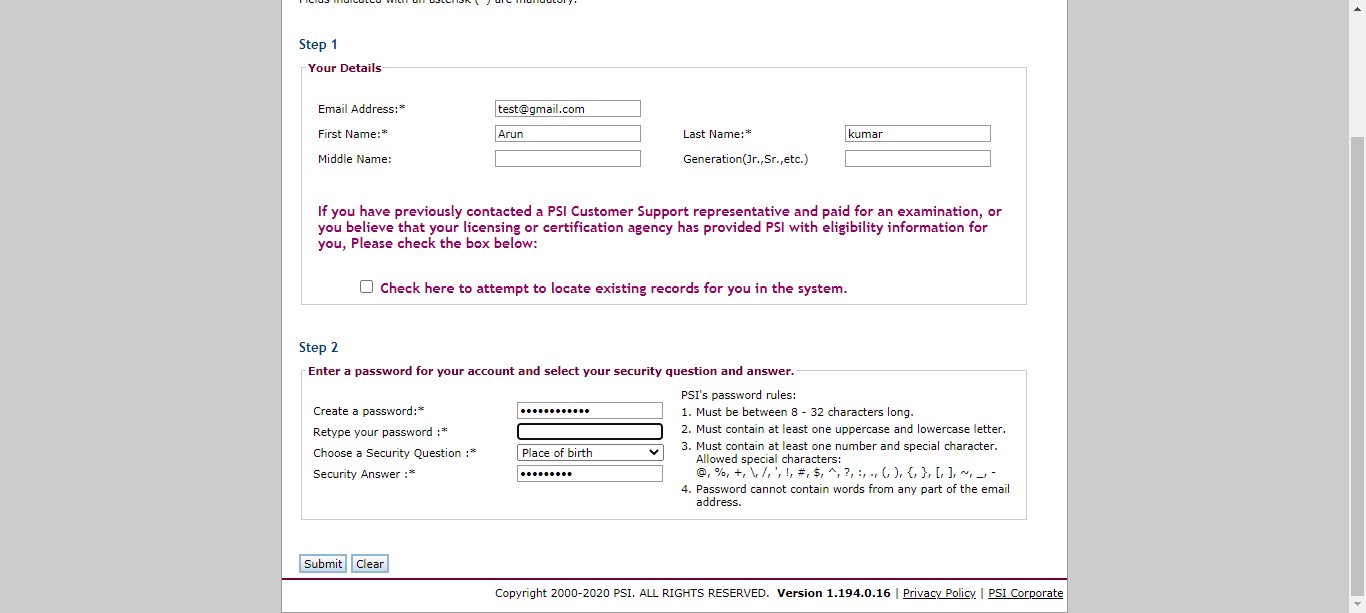 Fields indicated with an asterisk (*) are mandatory.
Step 1
Your Details
Email Address:* test@gmail.com
First Name:* Arun Last Name:* kumar
Middle Name: Generation(Jr.,Sr.,etc.)
If you have previously contacted a PSI Customer Support representative and paid for an examination, or
you believe that your licensing or certification agency has provided PSI with eligibility information for
you, Please check the box below:
Check here to attempt to locate existing records for you in the system.
Step 2
Enter a password for your account and select your security question and answer.
PSI's password rules:
Create a password:* ••••••••••••
1. Must be between 8 - 32 characters long.
Retype your password :*
2. Must contain at least one uppercase and lowercase letter.
Choose a Security Question :* Place of birth
3. Must contain at least one number and special character.
Allowed special characters:
Security Answer :* •••••••••
@, %, +, \, /, ', !, #, $, ^, ?, :, ., (, ), {, }, [, ], ~, _, -
4. Password cannot contain words from any part of the email
address.
Submit Clear
Copyright 2000-2020 PSI. ALL RIGHTS RESERVED. Version 1.194.0.16 | Privacy Policy | PSI Corporate